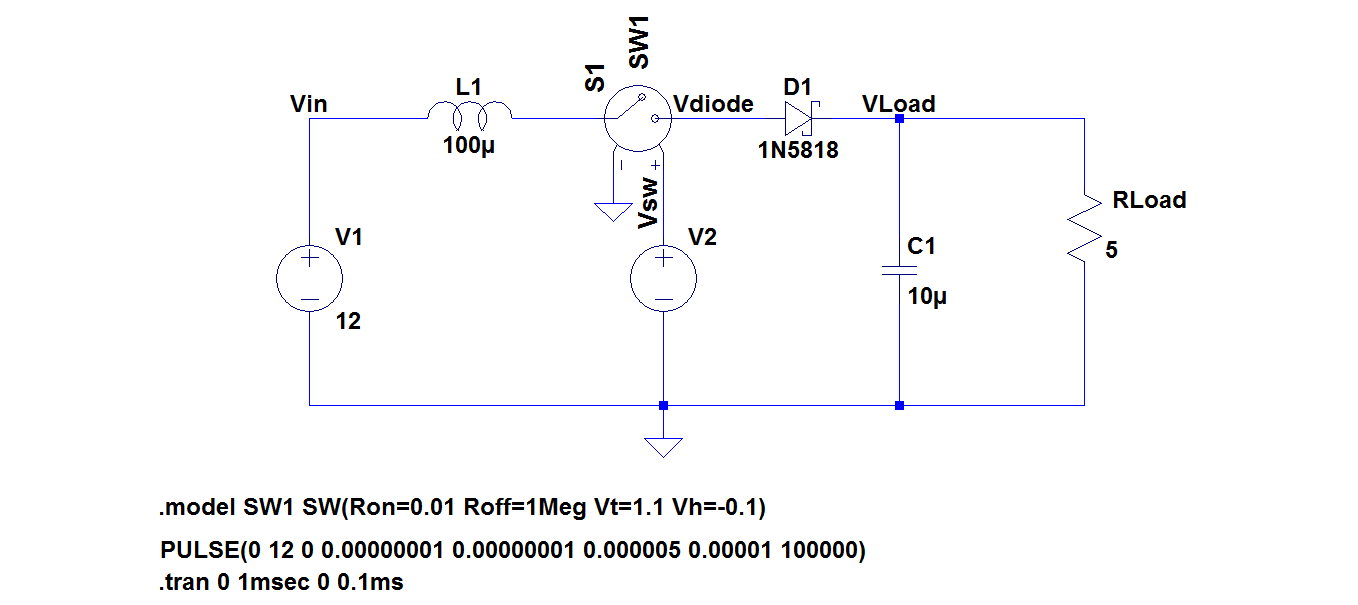 SW1
S1
L1
D1
Vin
Vdiode
VLoad
100µ
1N5818
Vsw
RLoad
V1
V2
C1
5
10µ
12
.model SW1 SW(Ron=0.01 Roff=1Meg Vt=1.1 Vh=-0.1)
PULSE(0 12 0 0.00000001 0.00000001 0.000005 0.00001 100000)
.tran 0 1msec 0 0.1ms